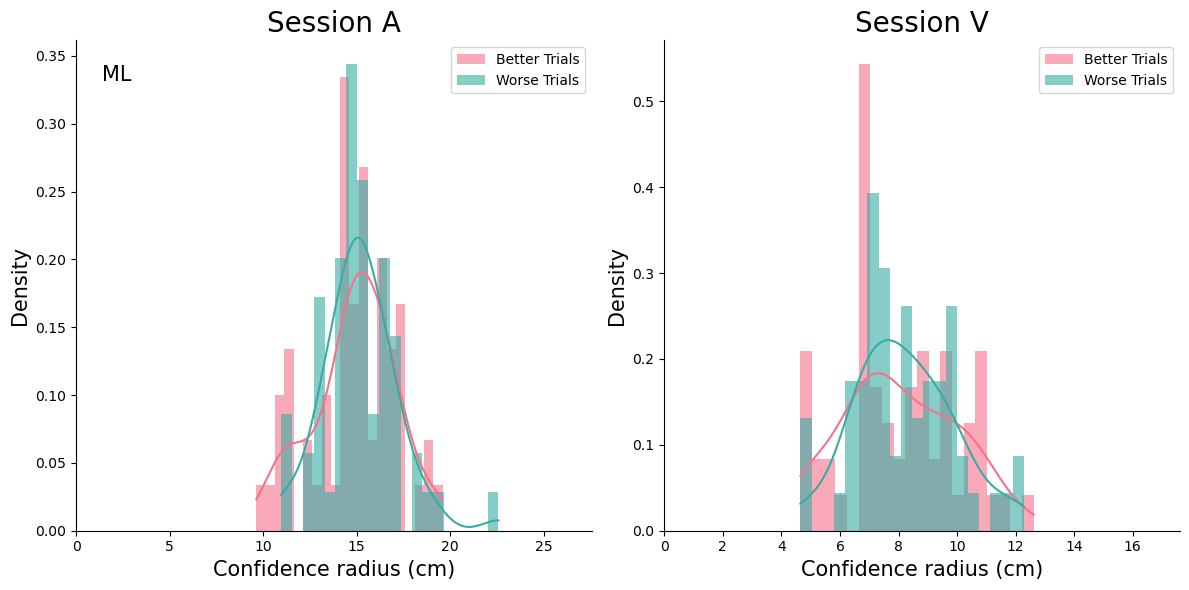 Session A
Session V
ML
Better Trials
Worse Trials
Better Trials
Worse Trials
0.35
0.30
0.25
0.20
0.15
0.10
0.05
0.00
Density
0 5 10 15 20 25
Confidence radius (cm)
0.5
0.4
0.3
0.2
0.1
0.0
Density
0 2 4 6 8 10 12 14 16
Confidence radius (cm)